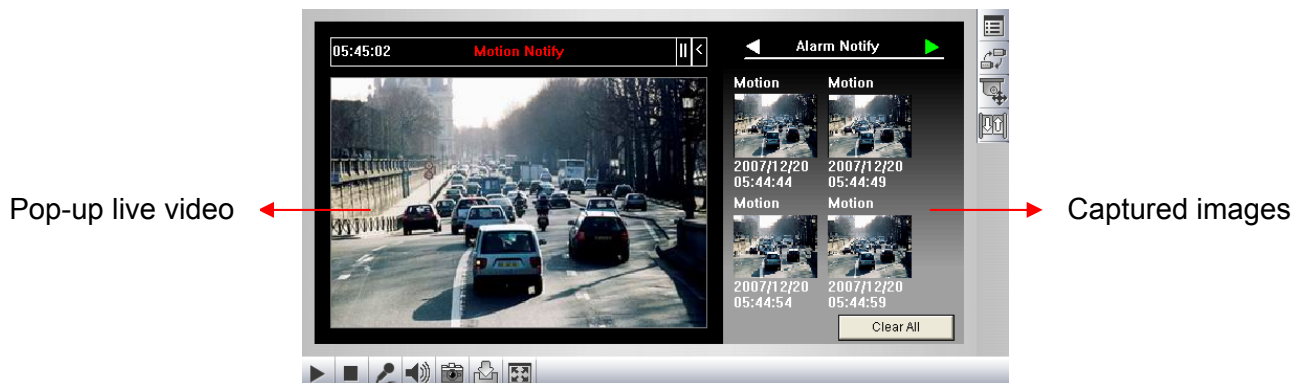 05:45:02 Motion Notify || <
Alarm Notify
Motion Motion
2007/12/20 2007/12/20
05:44:44 05:44:49
Pop-up live video
Captured images
Motion Motion
2007/12/20 2007/12/20
05:44:54 05:44:59
Clear All